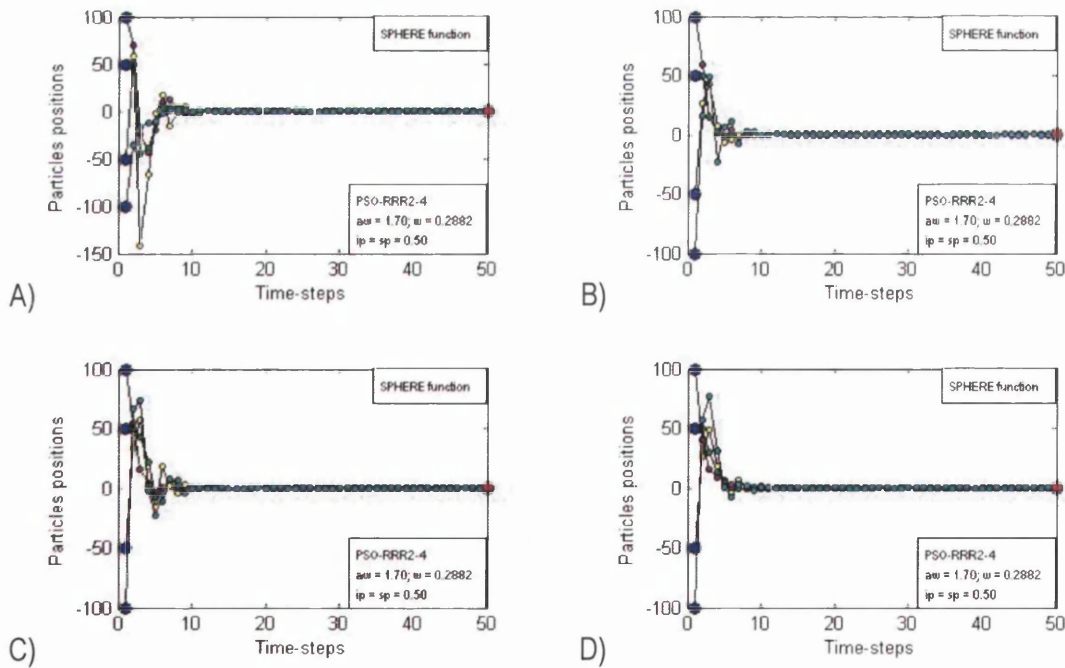 100
50
0
-50
-100
-150
Particles positions
SPHERE function
PSO-RRR2-4
aw = 1.70; w = 0.2882
ip = sp = 0.50
0 10 20 30 40 50
Time-steps
A)
100
50
0
-50
-100
Particles positions
SPHERE function
PSO-RRR2-4
aw = 1.70; w = 0.2882
ip = sp = 0.50
0 10 20 30 40 50
Time-steps
B)
100
50
0
-50
-100
Particles positions
SPHERE function
PSO-RRR2-4
aw = 1.70; w = 0.2882
ip = sp = 0.50
0 10 20 30 40 50
Time-steps
C)
100
50
0
-50
-100
Particles positions
SPHERE function
PSO-RRR2-4
aw = 1.70; w = 0.2882
ip = sp = 0.50
0 10 20 30 40 50
Time-steps
D)